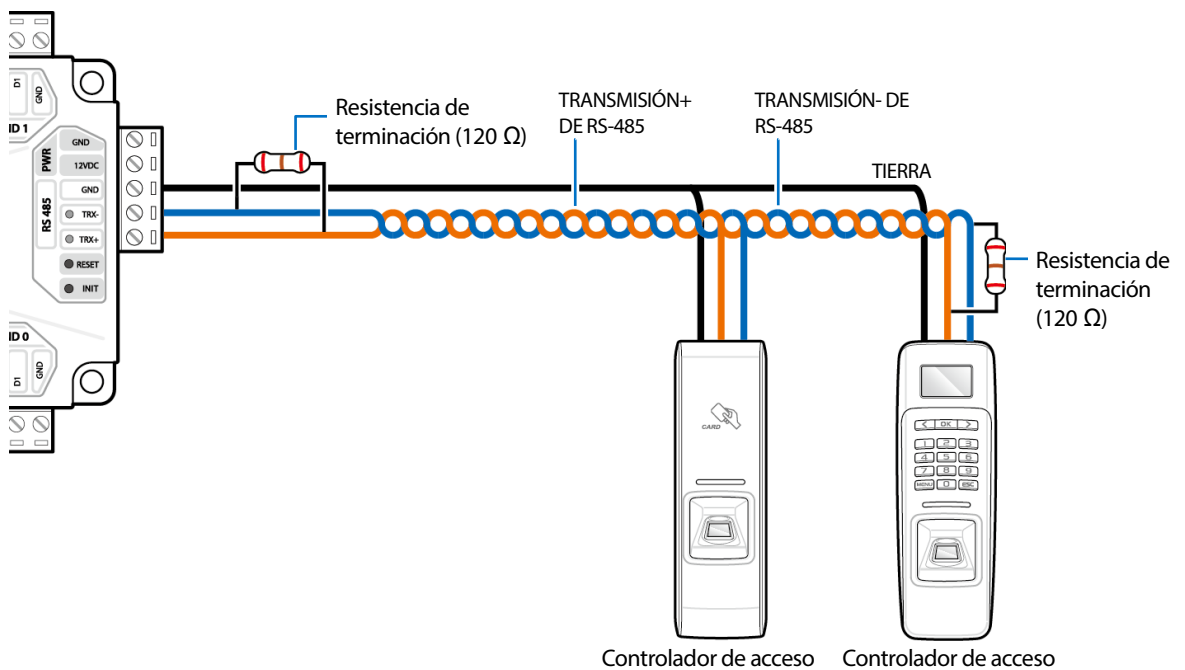 D1
GND
ND 1
PWR
GND
12VDC
RS 485
GND
TRX-
TRX+
RESET
INIT
ND 0
D1
GND
Resistencia de
terminación (120 Ω)
TRANSMISIÓN+
DE RS-485
TRANSMISIÓN- DE
RS-485
TIERRA
Resistencia de
terminación
(120 Ω)
CARD
< OK >
1 2 3
4 5 6
7 8 9
MENU 0 ESC
Controlador de acceso
Controlador de acceso